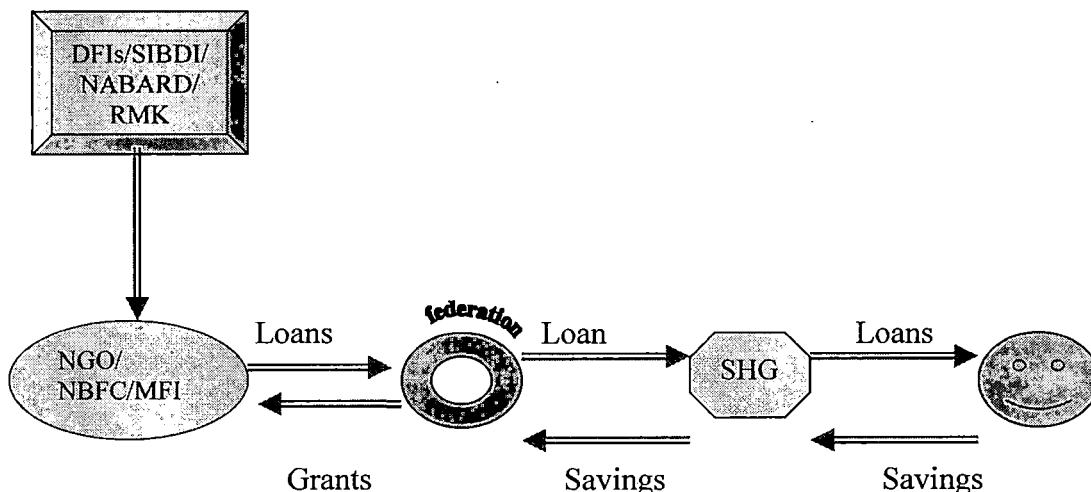 DFIs/SIBDI/
NABARD/
RMK
federation
Loans
Loan
Loans
NGO/
NBFC/MFI
SHG
Grants
Savings
Savings